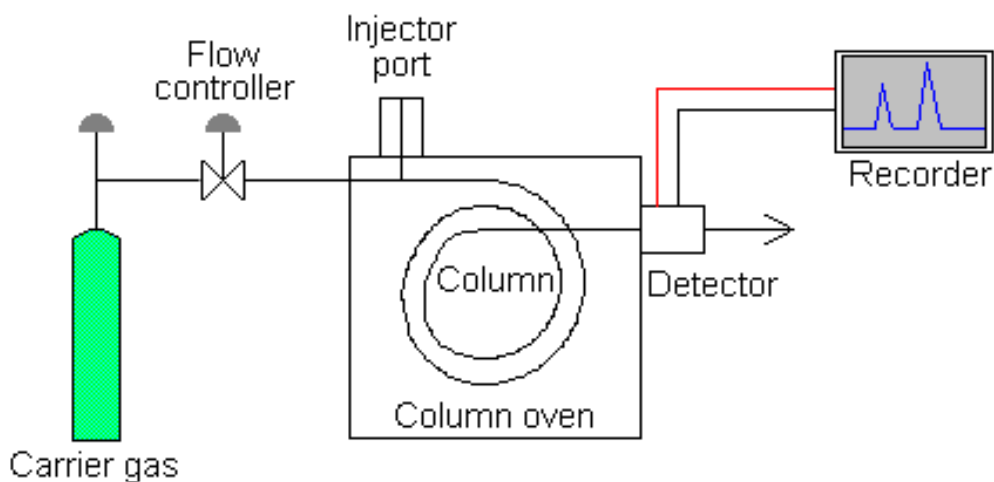 Flow
controller
Injector
port
Recorder
Column
Detector
Column oven
Carrier gas